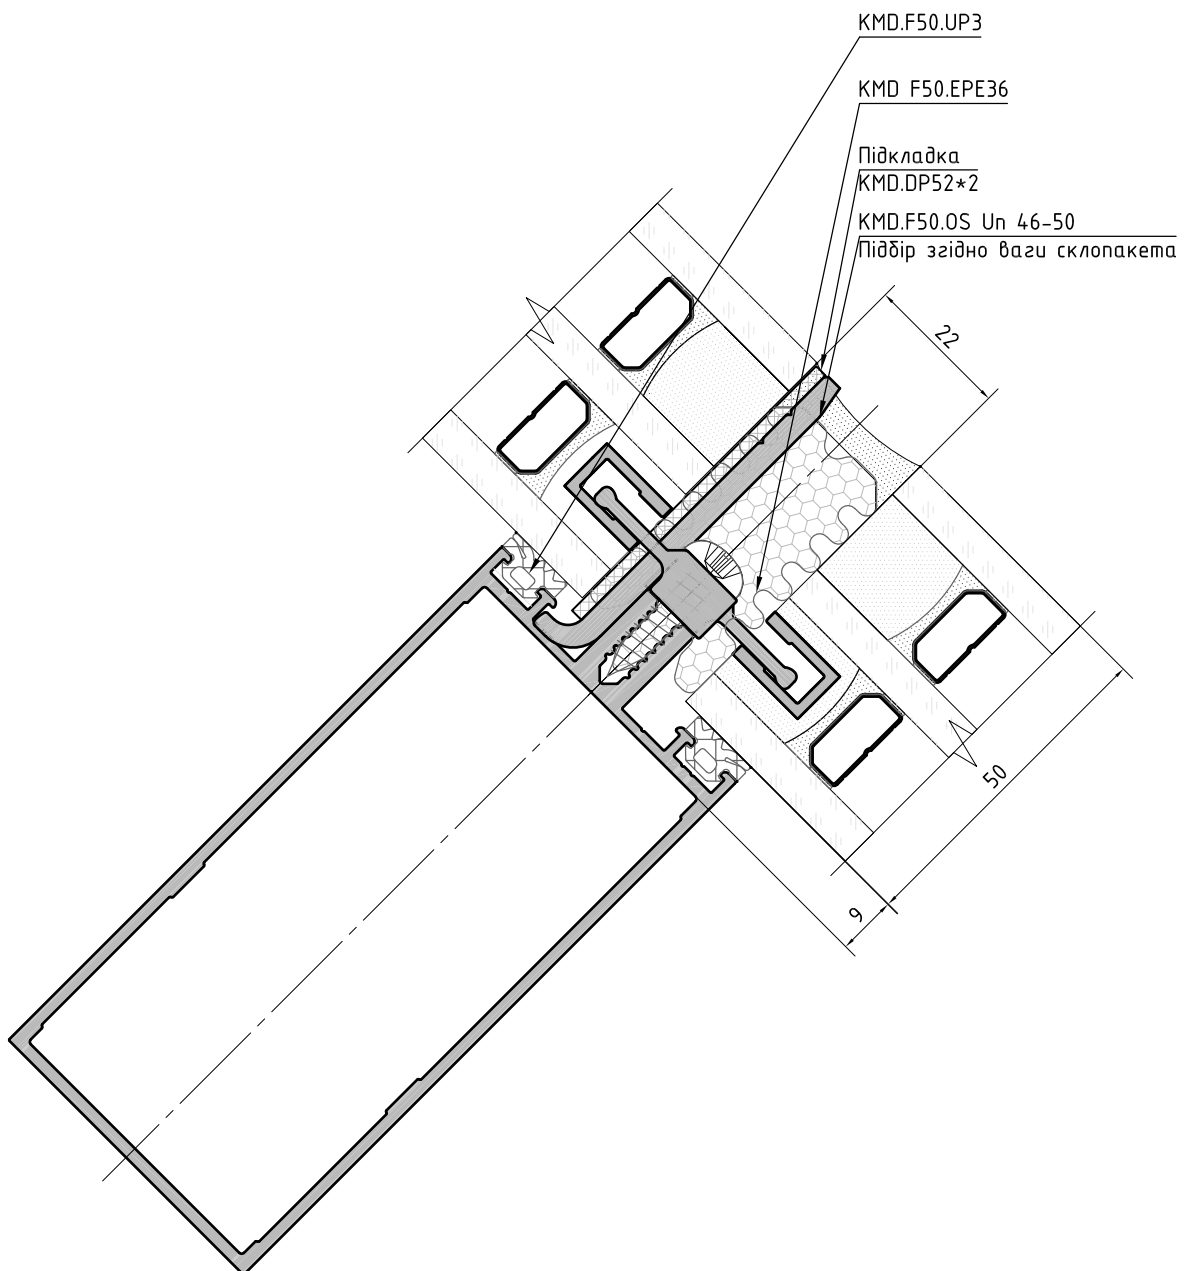 KMD.F50.UP3
KMD F50.EPE36
Підкладка
KMD.DP52*2
KMD.F50.OS Un 46-50
Підбір згідно ваги склопакета
22
50
9